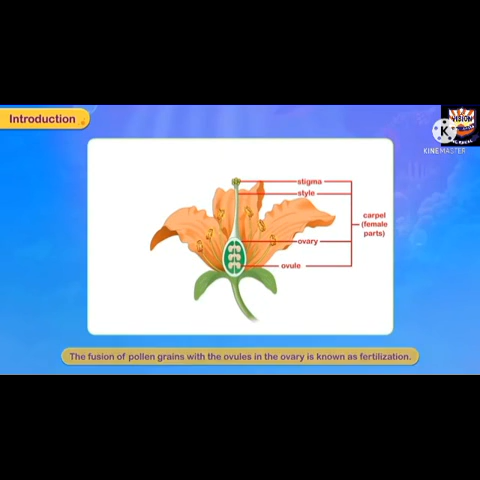 Introduction
VISION
K
KINEMASTER
stigma
style
carpel
(female
parts)
ovary
ovule
The fusion of pollen grains with the ovules in the ovary is known as fertilization.